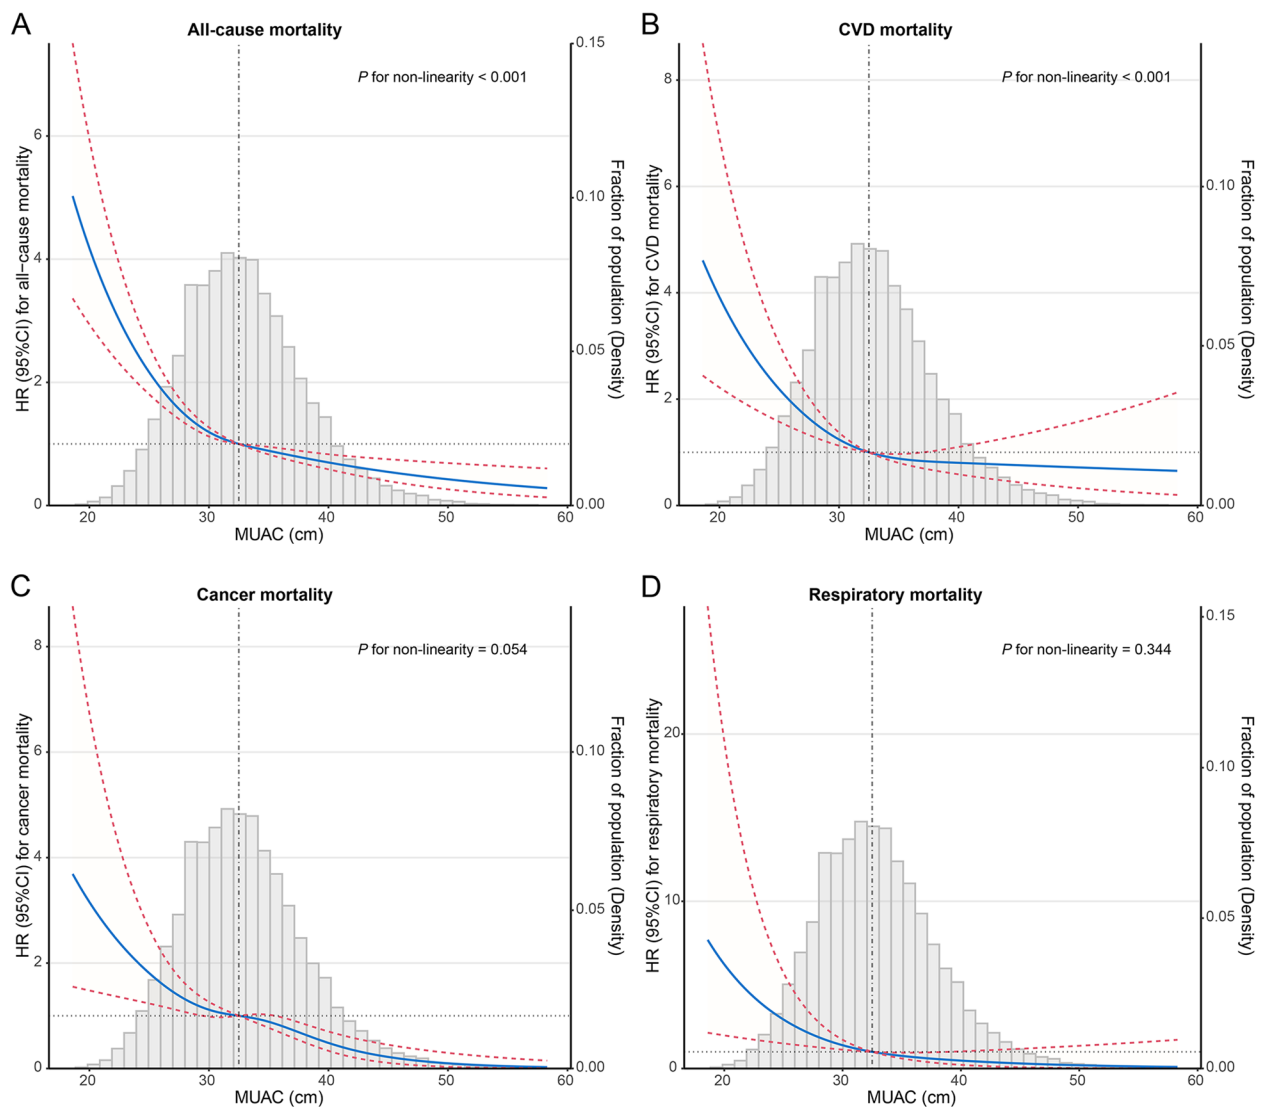 A
All-cause mortality
P for non-linearity < 0.001
HR (95%CI) for all−cause mortality
0
2
4
6
0.00
0.05
0.10
0.15
Fraction of population (Density)
20
30
40
50
60
MUAC (cm)
B
CVD mortality
P for non-linearity < 0.001
HR (95%CI) for CVD mortality
0
2
4
6
8
0.00
0.05
0.10
Fraction of population (Density)
20
30
40
50
60
MUAC (cm)
C
Cancer mortality
P for non-linearity = 0.054
HR (95%CI) for cancer mortality
0
2
4
6
8
0.00
0.05
0.10
Fraction of population (Density)
20
30
40
50
60
MUAC (cm)
D
Respiratory mortality
P for non-linearity = 0.344
HR (95%CI) for respiratory mortality
0
10
20
0.00
0.05
0.10
0.15
Fraction of population (Density)
20
30
40
50
60
MUAC (cm)